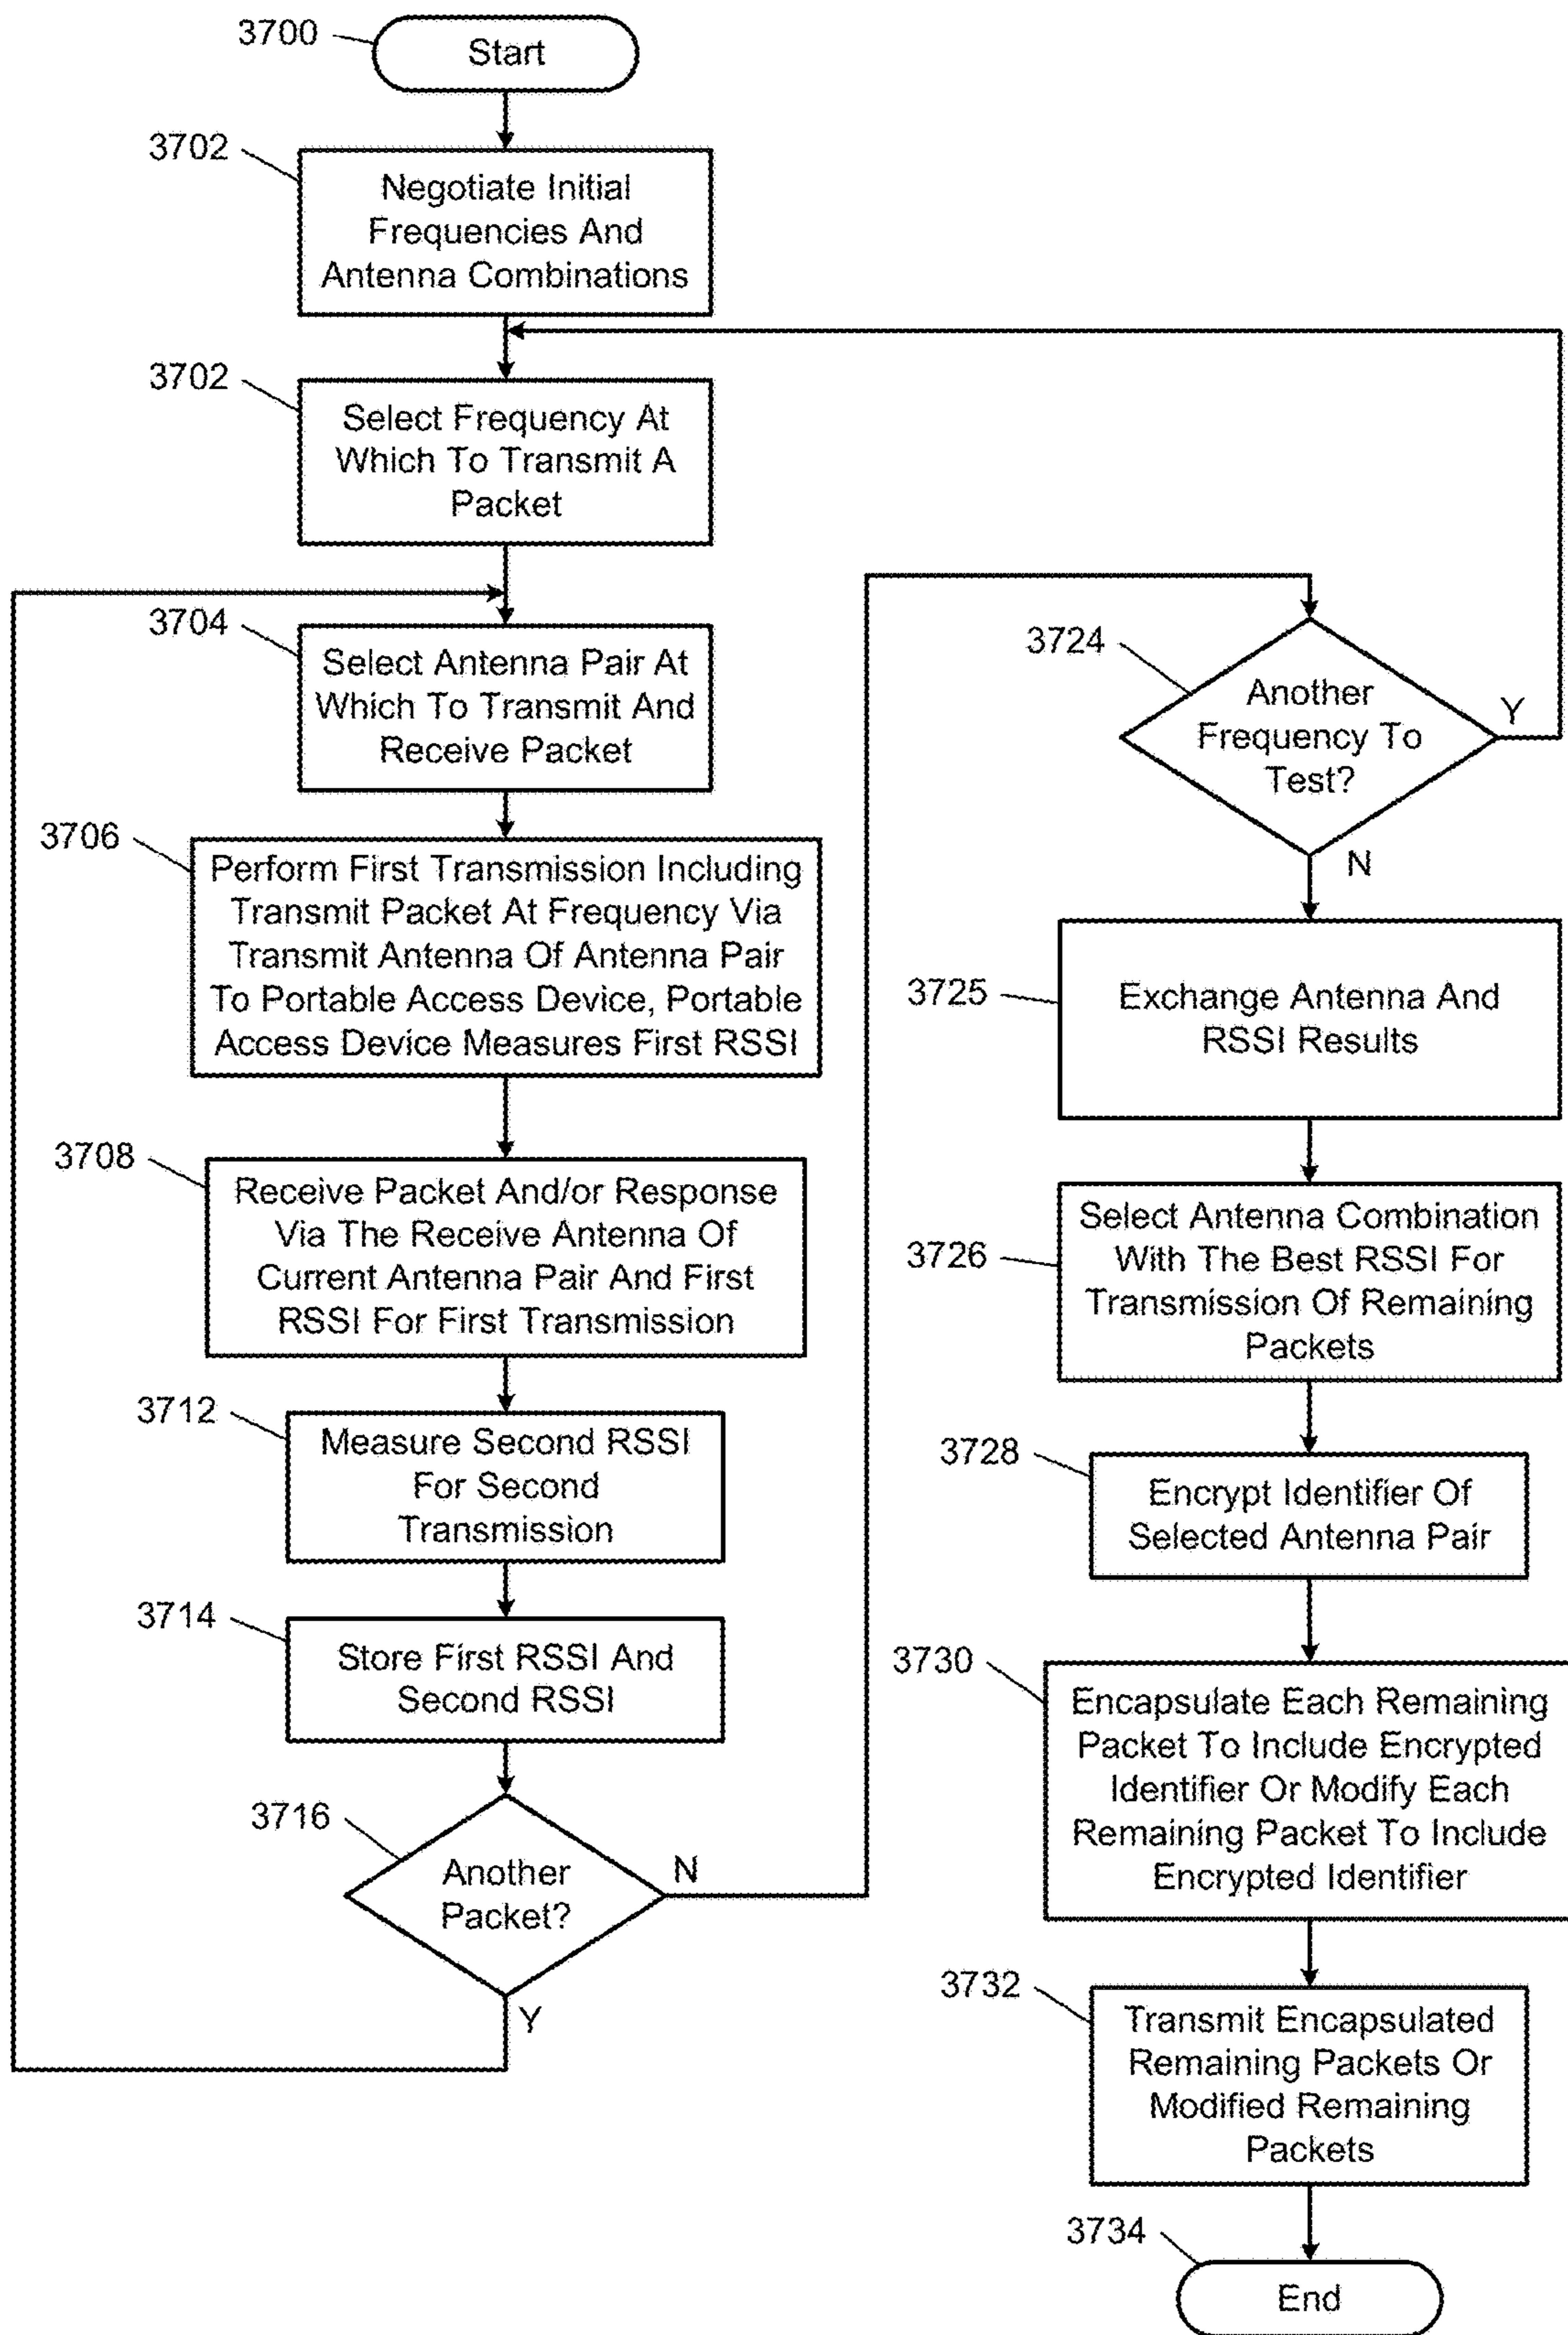 3700
Start
3702
Negotiate Initial
Frequencies And
Antenna Combinations
3702
Select Frequency At
Which To Transmit A
Packet
3704
Select Antenna Pair At
Which To Transmit And
Receive Packet
3706
Perform First Transmission Including
Transmit Packet At Frequency Via
Transmit Antenna Of Antenna Pair
To Portable Access Device, Portable
Access Device Measures First RSSI
3708
Receive Packet And/or Response
Via The Receive Antenna Of
Current Antenna Pair And First
RSSI For First Transmission
3712
Measure Second RSSI
For Second
Transmission
3714
Store First RSSI And
Second RSSI
3716
Another
Packet?
N
Y
3724
Another
Frequency To
Test?
Y
N
3725
Exchange Antenna And
RSSI Results
3726
Select Antenna Combination
With The Best RSSI For
Transmission Of Remaining
Packets
3728
Encrypt Identifier Of
Selected Antenna Pair
3730
Encapsulate Each Remaining
Packet To Include Encrypted
Identifier Or Modify Each
Remaining Packet To Include
Encrypted Identifier
3732
Transmit Encapsulated
Remaining Packets Or
Modified Remaining
Packets
3734
End